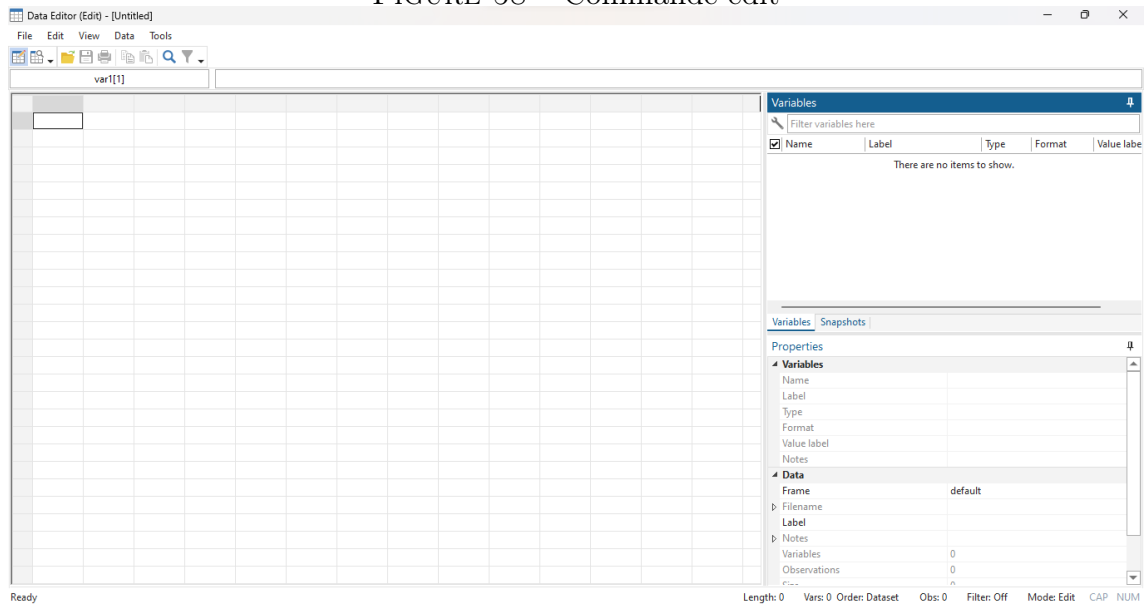 Data Editor (Edit) - [Untitled]
File Edit View Data Tools
var1[1]
Variables
Filter variables here
Name Label Type Format Value labe
There are no items to show.
Variables Snapshots
Properties
Variables
Name
Label
Type
Format
Value label
Notes
Data
Frame default
Filename
Label
Notes
Variables 0
Observations 0
Ready Length: 0 Vars: 0 Order: Dataset Obs: 0 Filter: Off Mode: Edit CAP NUM